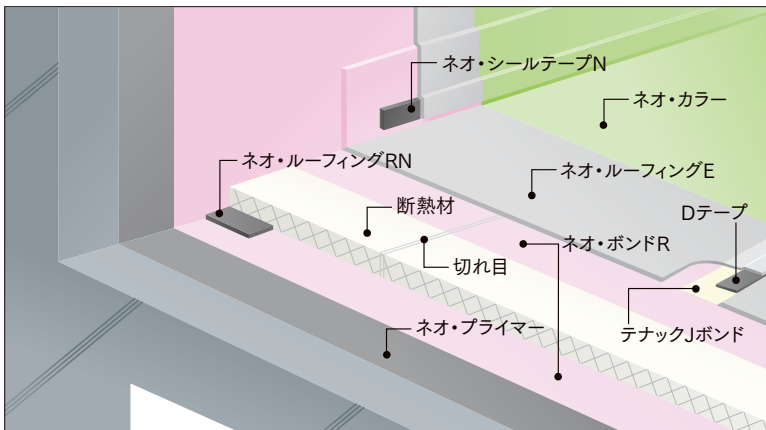 ネオ・シールテープN
ネオ・カラー
ネオ・ルーフィングRN
ネオ・ルーフィングE
断熱材
Dテープ
ネオ・ボンドR
切れ目
ネオ・プライマー
テナックJボンド